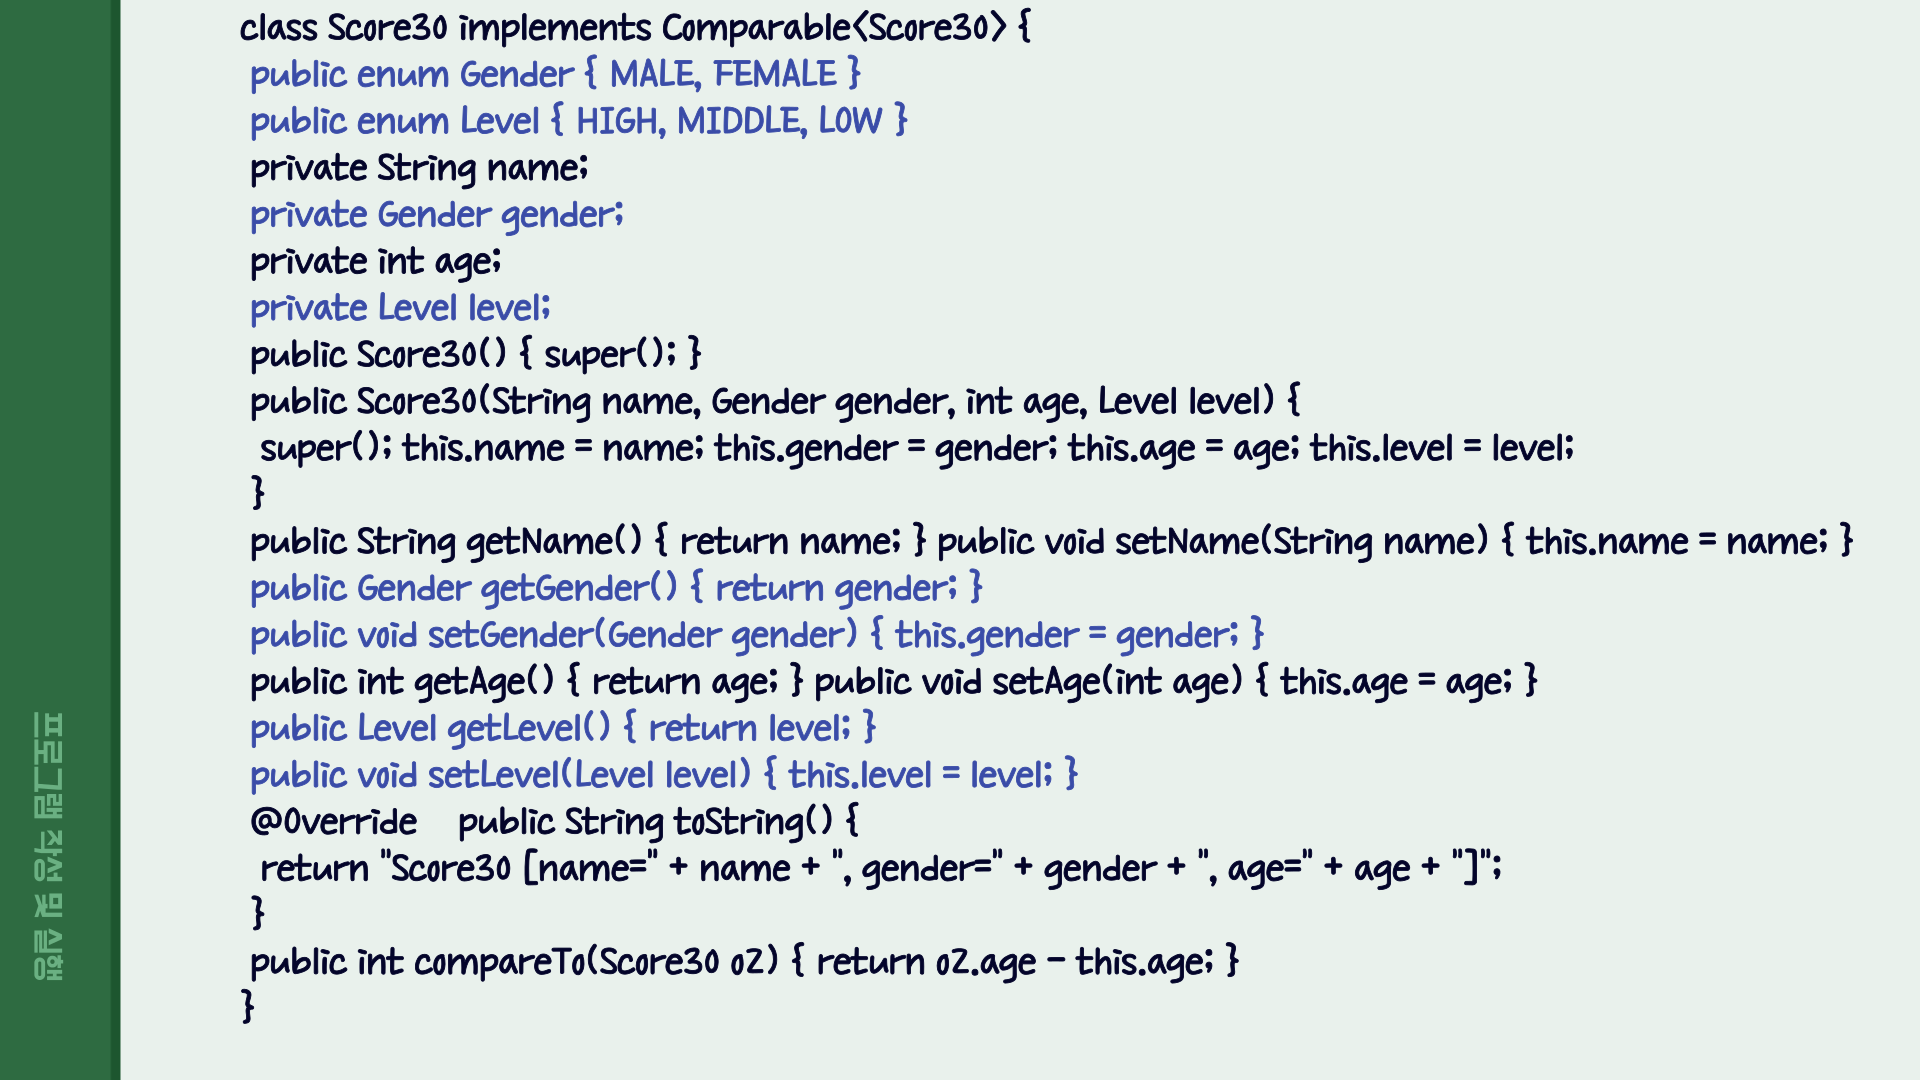 class Score30 implements Comparable<Score30> {
public enum Gender { MALE, FEMALE }
public enum Level { HIGH, MIDDLE, LOW }
private String name;
private Gender gender;
private int age;
private Level level;
public Score30() { super(); }
public Score30(String name, Gender gender, int age, Level level) {
super(); this.name = name; this.gender = gender; this.age = age; this.level = level;
}
public String getName() { return name; } public void setName(String name) { this.name = name; }
public Gender getGender() { return gender; }
public void setGender(Gender gender) { this.gender = gender; }
public int getAge() { return age; } public void setAge(int age) { this.age = age; }
public Level getLevel() { return level; }
public void setLevel(Level level) { this.level = level; }
@Override public String toString() {
return "Score30 [name=" + name + ", gender=" + gender + ", age=" + age + "]";
}
public int compareTo(Score30 o2) { return o2.age - this.age; }
}
프로그램 작성 및 실행